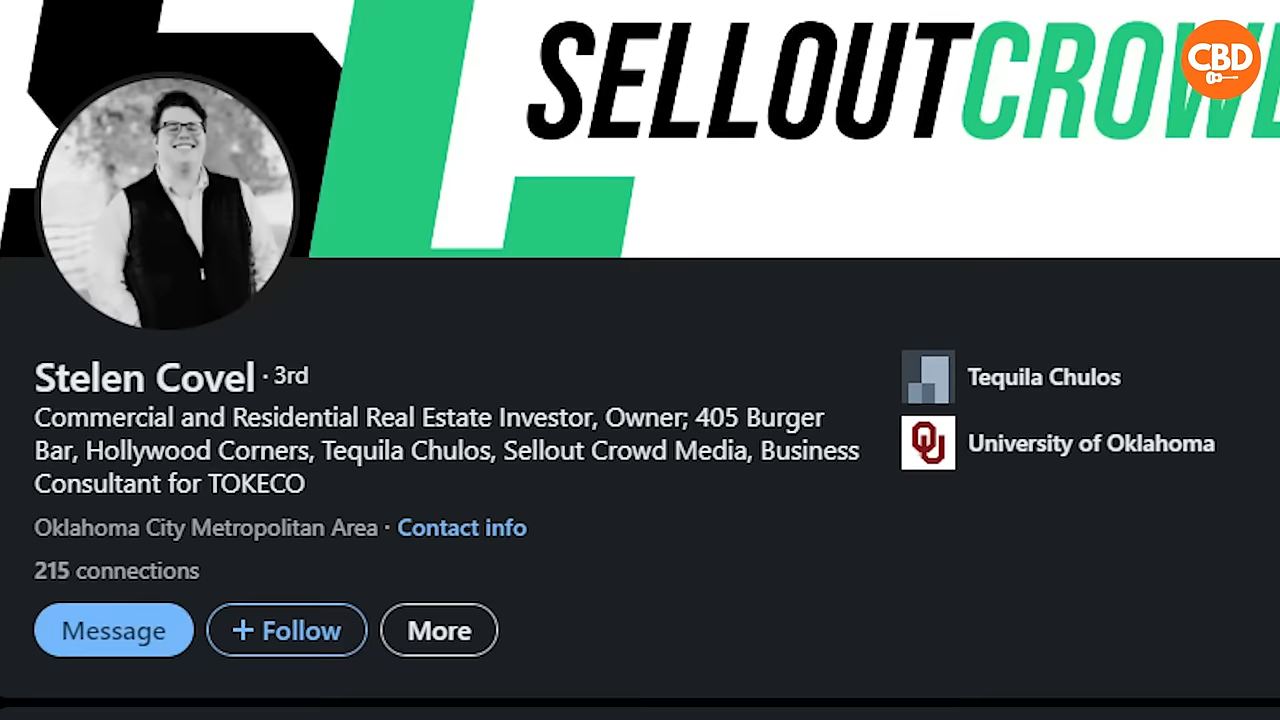 SELLOUTCROWD
CBD
Stelen Covel · 3rd
Commercial and Residential Real Estate Investor, Owner; 405 Burger
Bar, Hollywood Corners, Tequila Chulos, Sellout Crowd Media, Business
Consultant for TOKECO
Oklahoma City Metropolitan Area · Contact info
215 connections
Message
+ Follow
More
Tequila Chulos
OU
University of Oklahoma